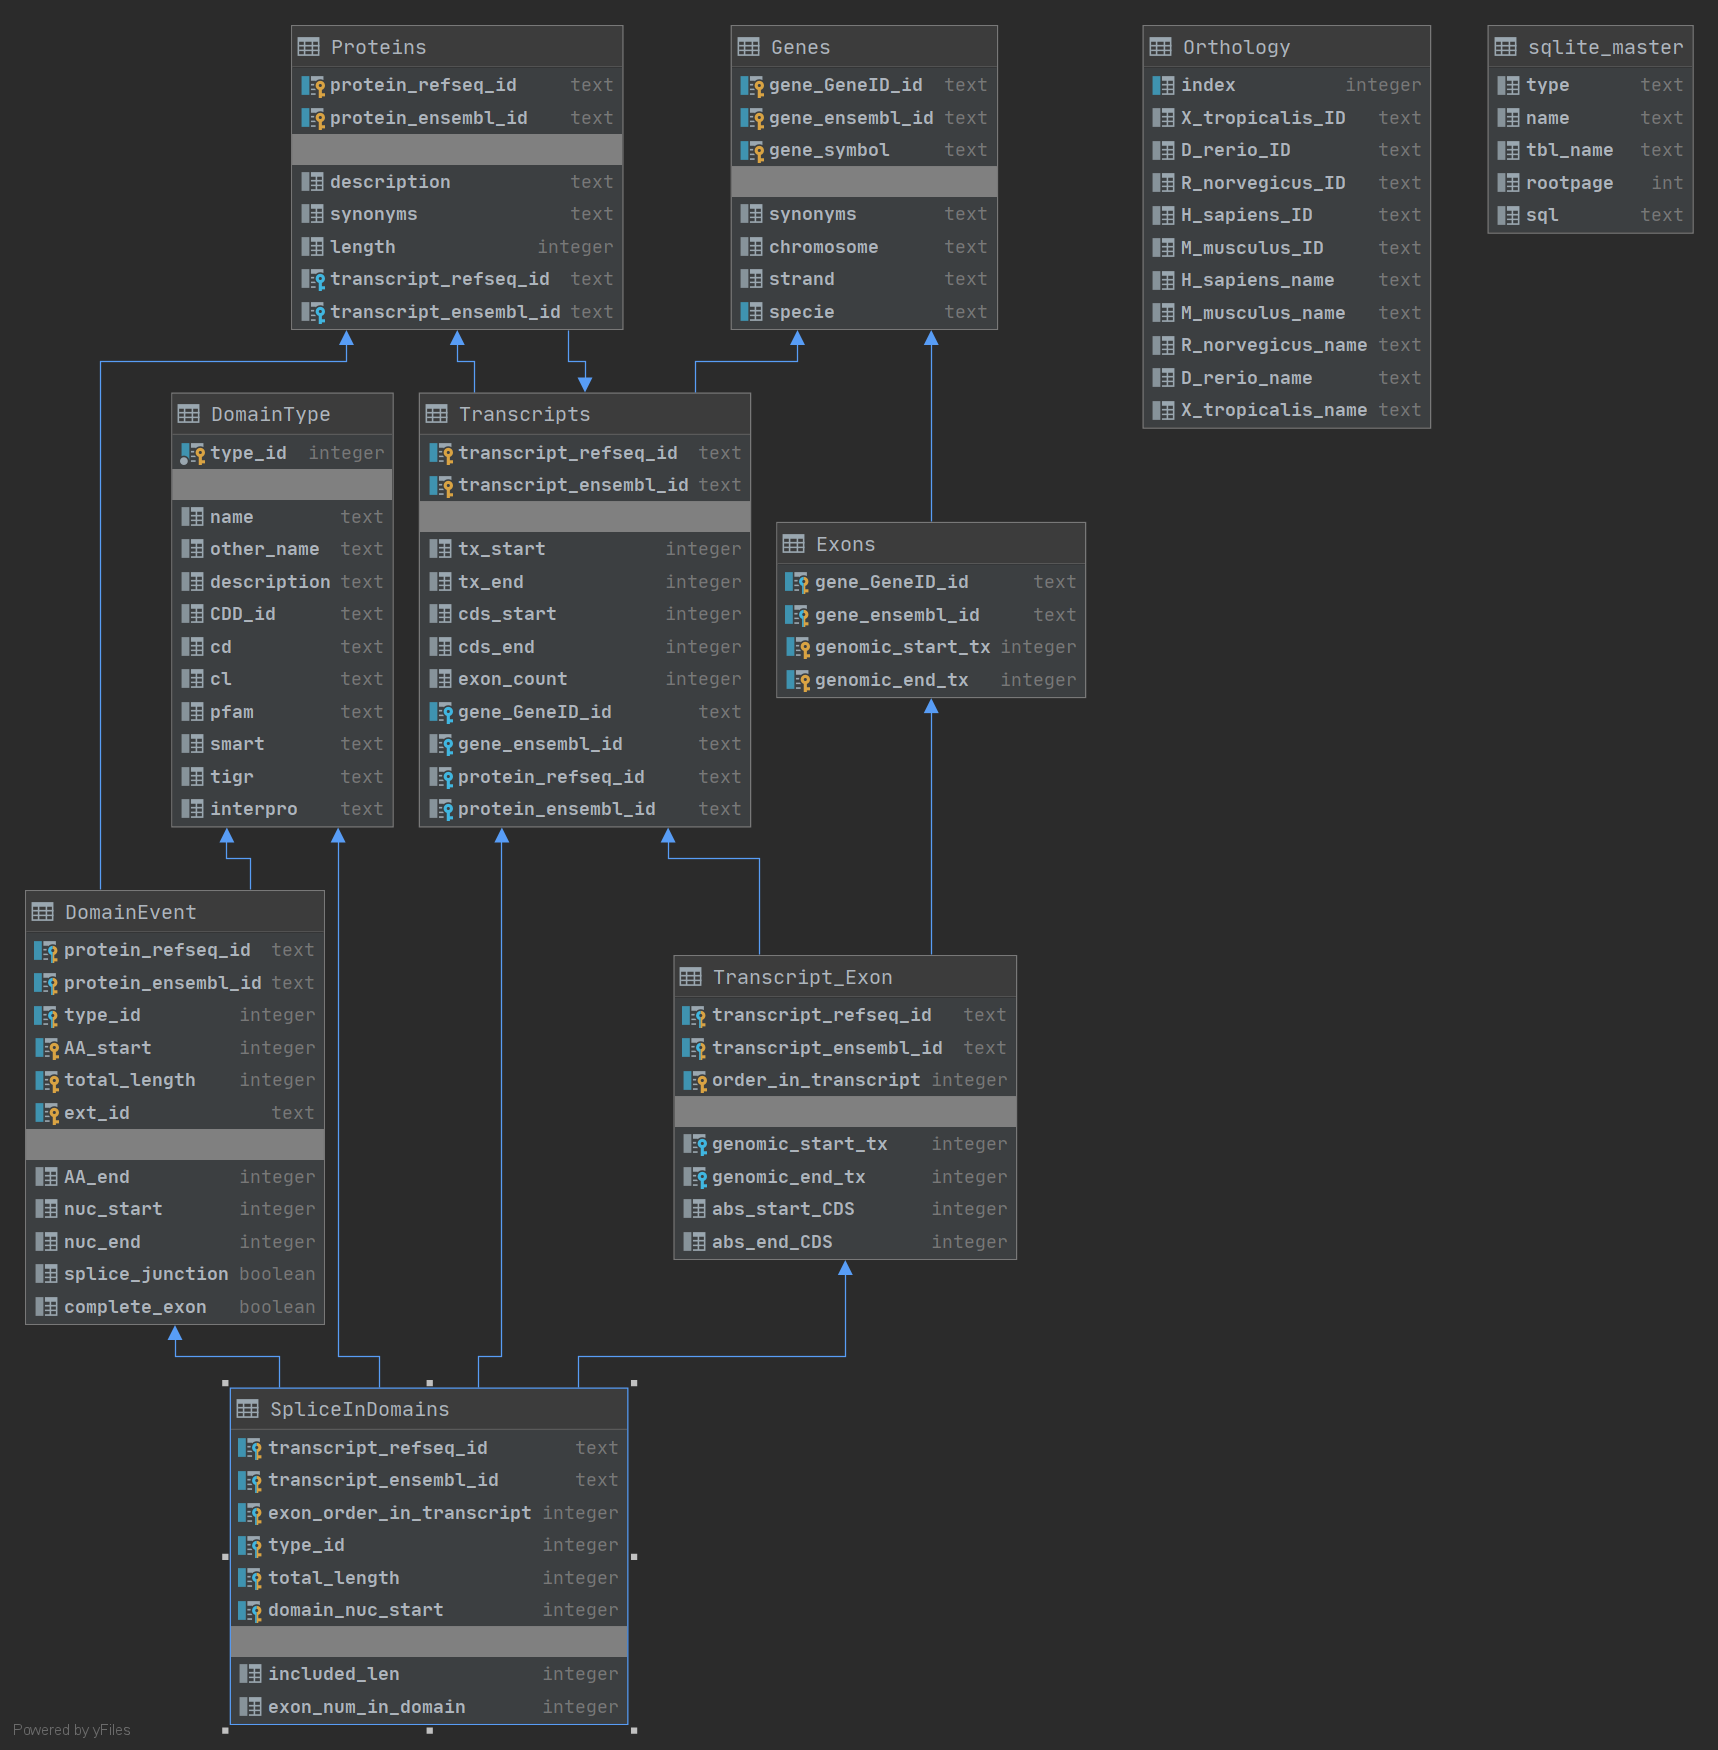 Proteins
protein_refseq_id text
protein_ensembl_id text
description text
synonyms text
length integer
transcript_refseq_id text
transcript_ensembl_id text
Genes
gene_GeneID_id text
gene_ensembl_id text
gene_symbol text
synonyms text
chromosome text
strand text
specie text
Orthology
index integer
X_tropicalis_ID text
D_rerio_ID text
R_norvegicus_ID text
H_sapiens_ID text
M_musculus_ID text
H_sapiens_name text
M_musculus_name text
R_norvegicus_name text
D_rerio_name text
X_tropicalis_name text
sqlite_master
type text
name text
tbl_name text
rootpage int
sql text
DomainType
type_id integer
name text
other_name text
description text
CDD_id text
cd text
cl text
pfam text
smart text
tigr text
interpro text
Transcripts
transcript_refseq_id text
transcript_ensembl_id text
tx_start integer
tx_end integer
cds_start integer
cds_end integer
exon_count integer
gene_GeneID_id text
gene_ensembl_id text
protein_refseq_id text
protein_ensembl_id text
Exons
gene_GeneID_id text
gene_ensembl_id text
genomic_start_tx integer
genomic_end_tx integer
DomainEvent
protein_refseq_id text
protein_ensembl_id text
type_id integer
AA_start integer
total_length integer
ext_id text
AA_end integer
nuc_start integer
nuc_end integer
splice_junction boolean
complete_exon boolean
Transcript_Exon
transcript_refseq_id text
transcript_ensembl_id text
order_in_transcript integer
genomic_start_tx integer
genomic_end_tx integer
abs_start_CDS integer
abs_end_CDS integer
SpliceInDomains
transcript_refseq_id text
transcript_ensembl_id text
exon_order_in_transcript integer
type_id integer
total_length integer
domain_nuc_start integer
included_len integer
exon_num_in_domain integer
Powered by yFiles